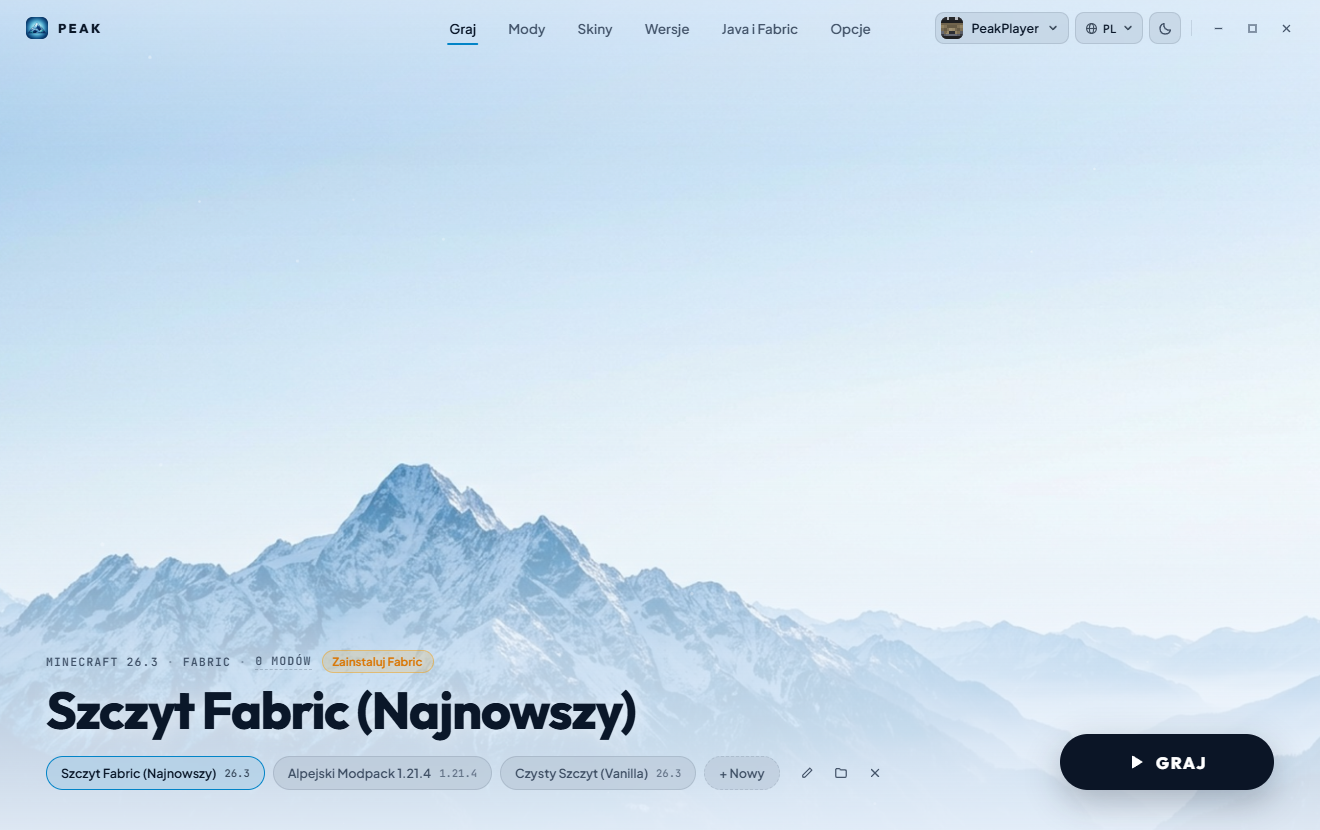 PEAK
Graj
Mody
Skiny
Wersje
Java i Fabric
Opcje
PeakPlayer
PL
MINECRAFT 26.3 · FABRIC · 0 MODÓW
Zainstaluj Fabric
Szczyt Fabric (Najnowszy)
Szczyt Fabric (Najnowszy) 26.3
Alpejski Modpack 1.21.4 1.21.4
Czysty Szczyt (Vanilla) 26.3
+ Nowy
GRAJ